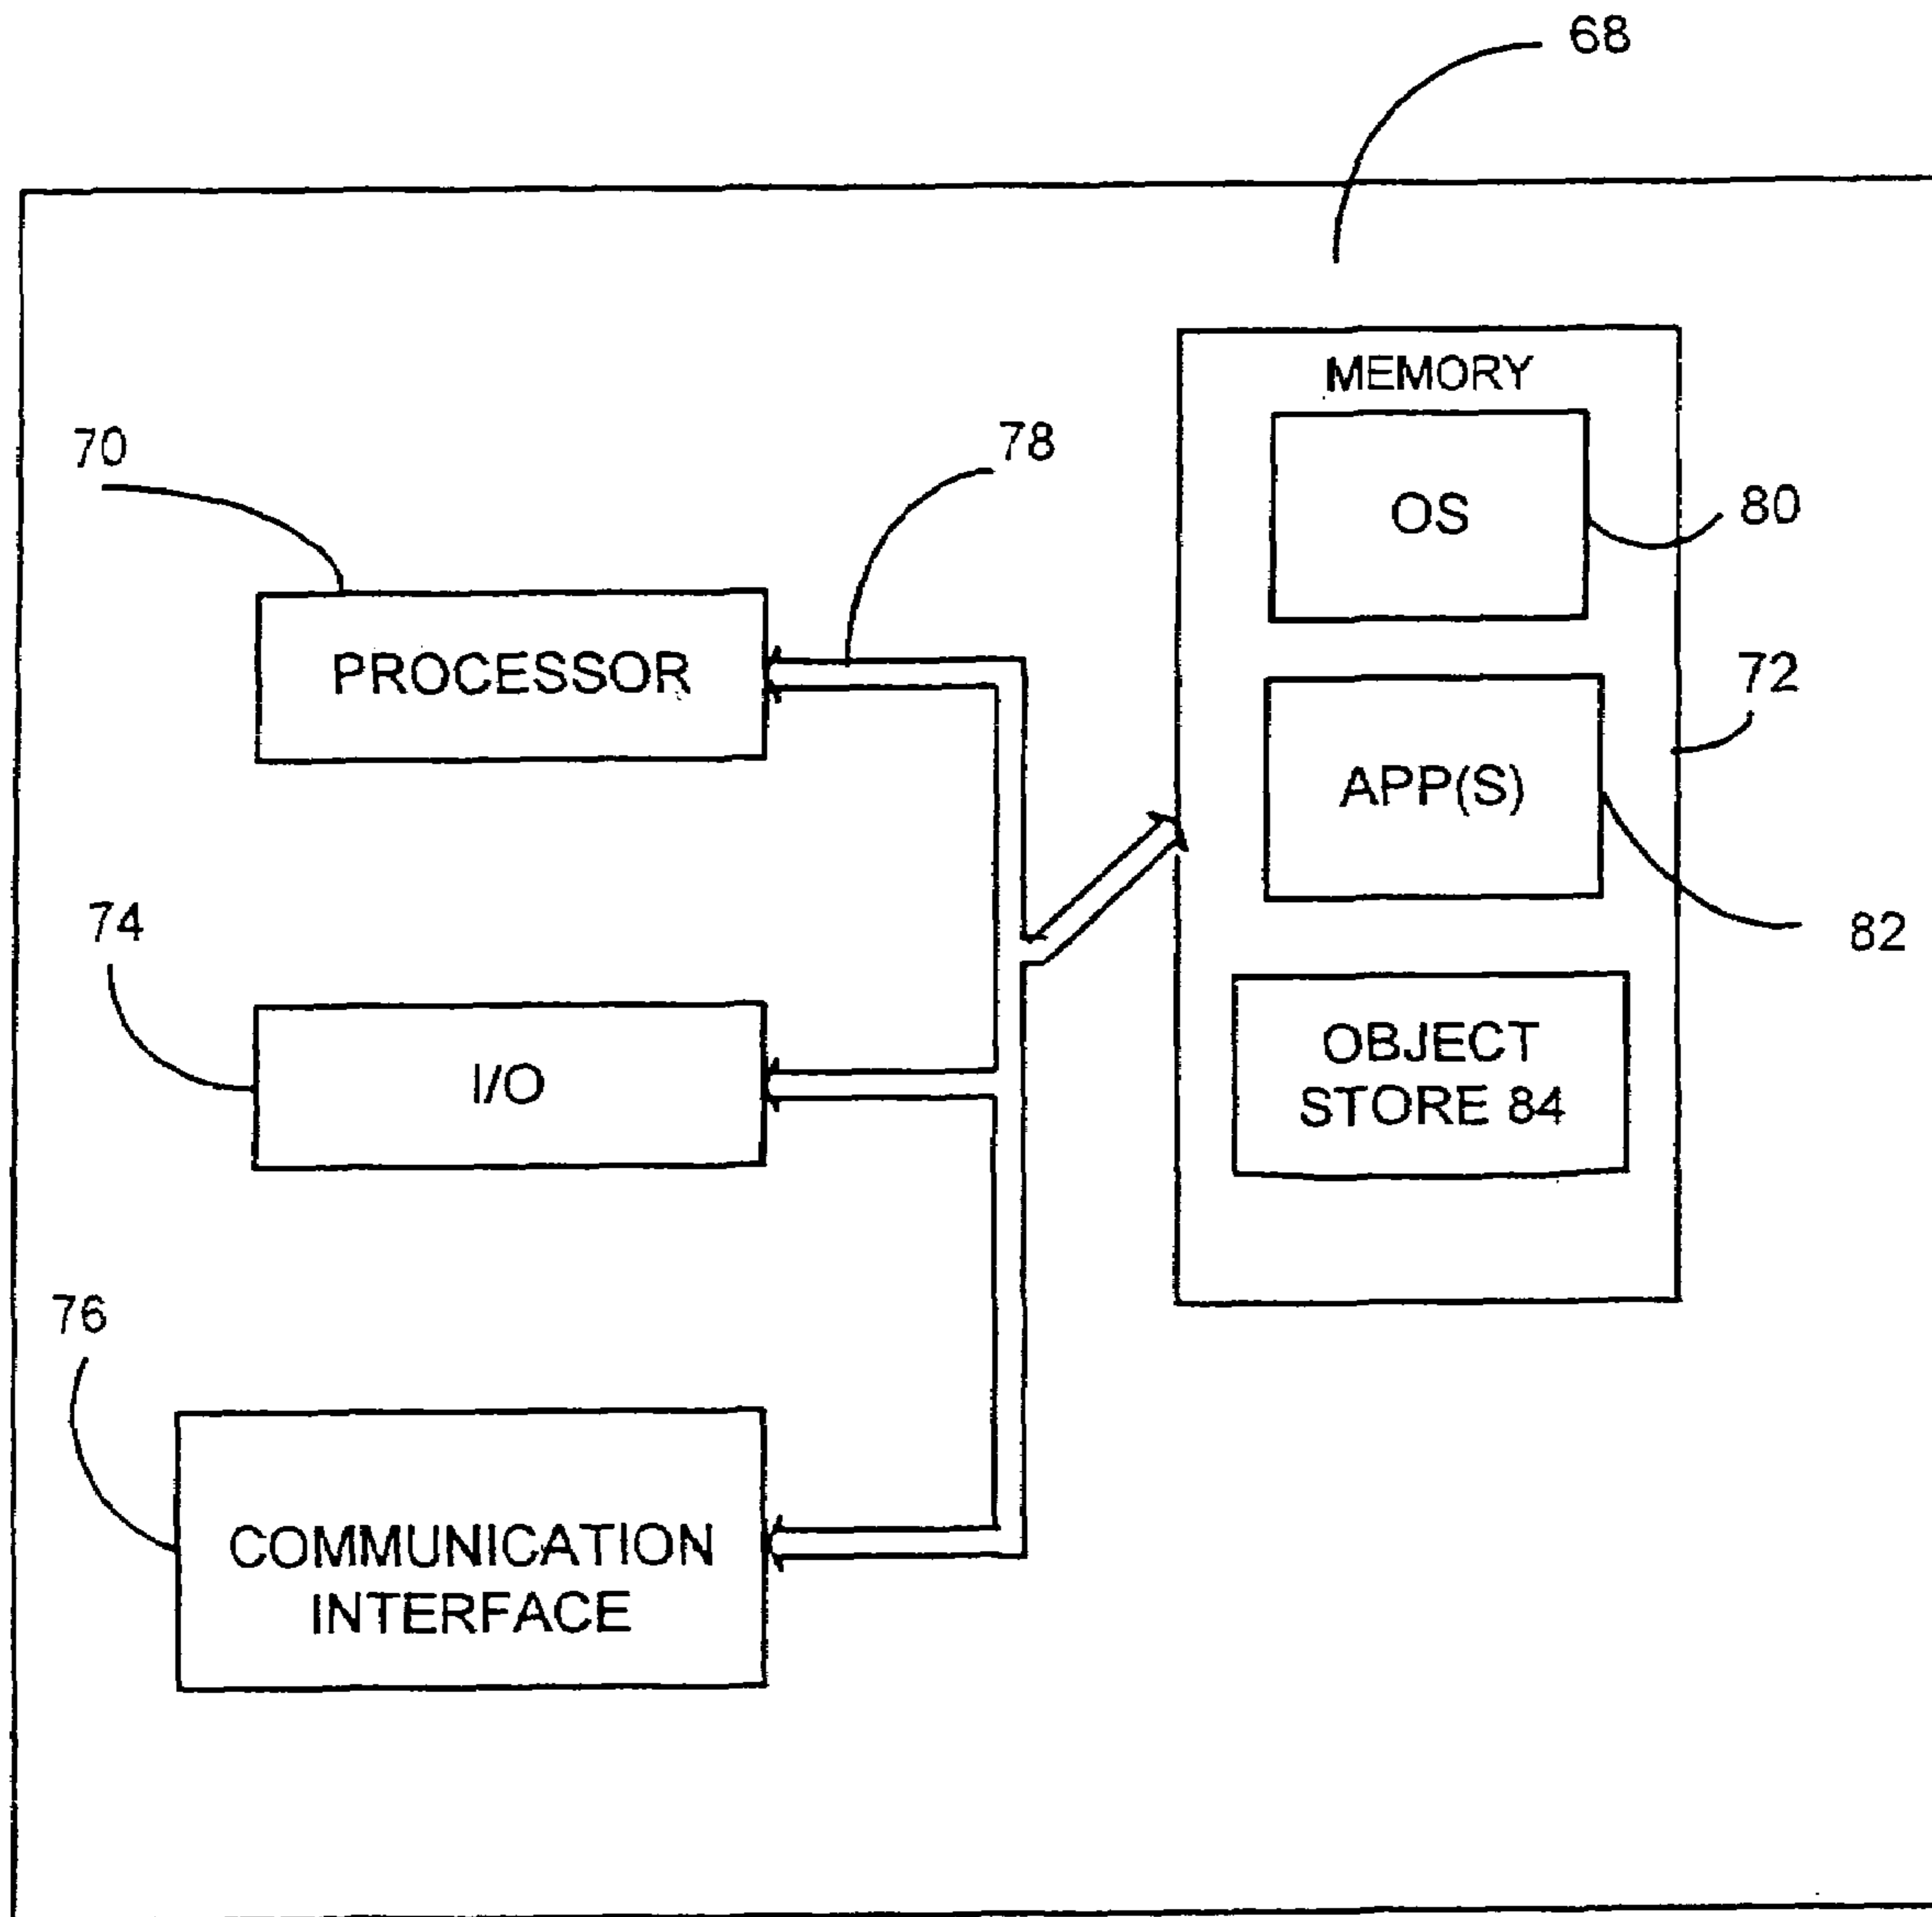 68
MEMORY
70
78
OS
80
PROCESSOR
72
APP(S)
74
82
I/O
OBJECT
STORE 84
76
COMMUNICATION
INTERFACE